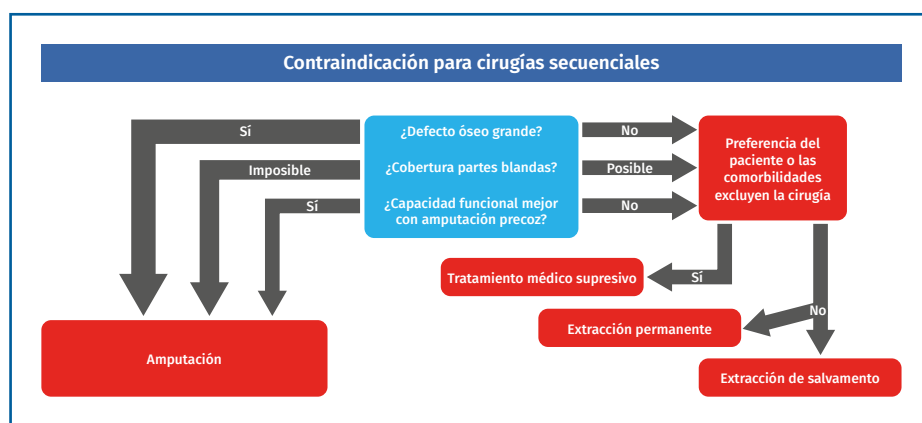 Contraindicación para cirugías secuenciales
Sí
¿Defecto óseo grande?
No
Imposible
¿Cobertura partes blandas?
Posible
Sí
¿Capacidad funcional mejor
con amputación precoz?
No
Preferencia del
paciente o las
comorbilidades
excluyen la cirugía
Tratamiento médico supresivo
Sí
Extracción permanente
No
Amputación
Extracción de salvamento